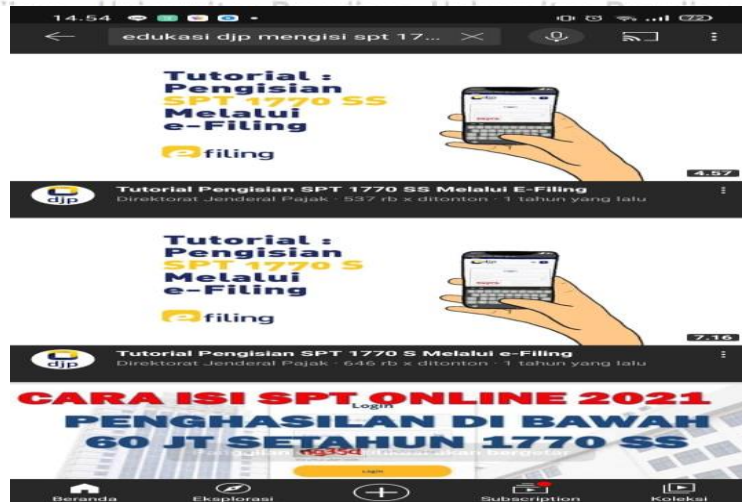 14.54
72
edukasi djp mengisi spt 17...
Tutorial :
Pengisian
SPT 1770 SS
Melalui
e-Filing
e filing
4.57
djp
Tutorial Pengisian SPT 1770 SS Melalui E-Filing
Direktorat Jenderal Pajak · 537 rb x ditonton · 1 tahun yang lalu
Tutorial :
Pengisian
SPT 1770 S
Melalui
e-Filing
e filing
7.16
djp
Tutorial Pengisian SPT 1770 S Melalui e-Filing
Direktorat Jenderal Pajak · 646 rb x ditonton · 1 tahun yang lalu
CARA ISI SPT ONLINE 2021
Login
PENGHASILAN DI BAWAH
60 JT SETAHUN 1770 SS
Login
Beranda
Eksplorasi
Subscription
Koleksi